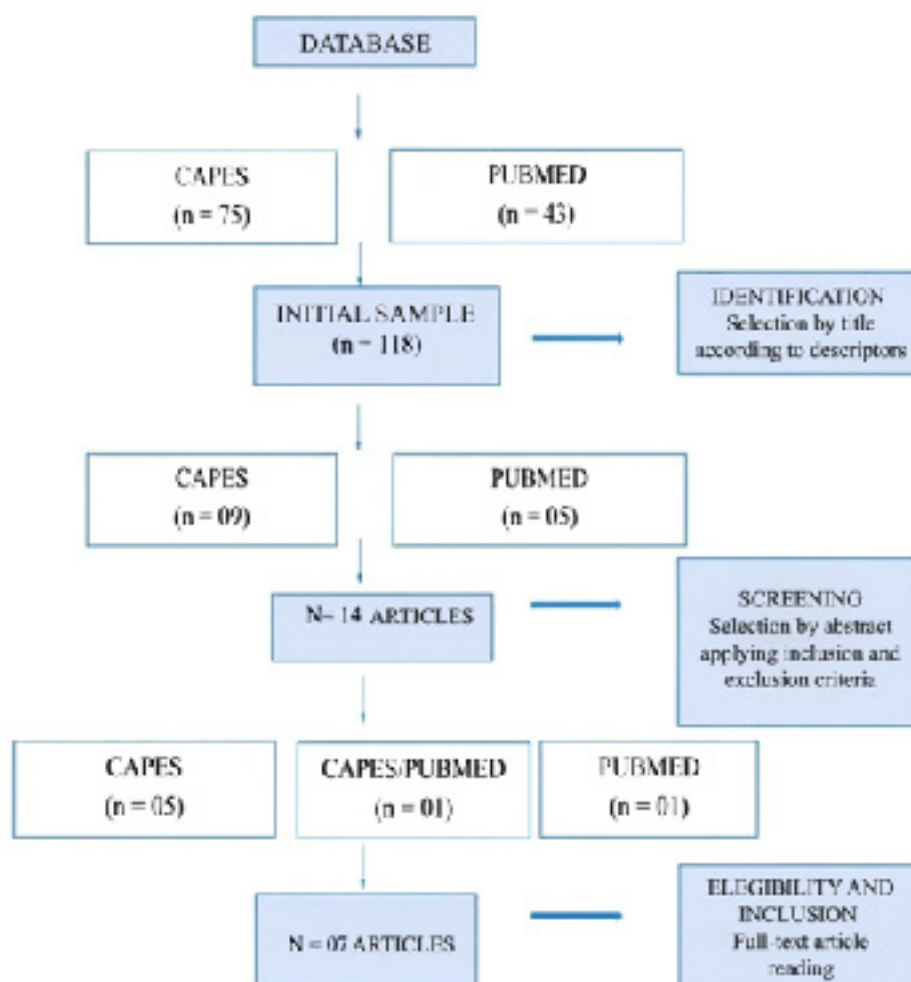 DATABASE
CAPES
(n = 75)
PUBMED
(n = 43)
INITIAL SAMPLE
(n = 118)
IDENTIFICATION
Selection by title
according to descriptors
CAPES
(n = 09)
PUBMED
(n = 05)
N= 14 ARTICLES
SCREENING
Selection by abstract
applying inclusion and
exclusion criteria
CAPES
(n = 05)
CAPES/PUBMED
(n = 01)
PUBMED
(n = 01)
N = 07 ARTICLES
ELEGIBILITY AND
INCLUSION
Full-text article
reading